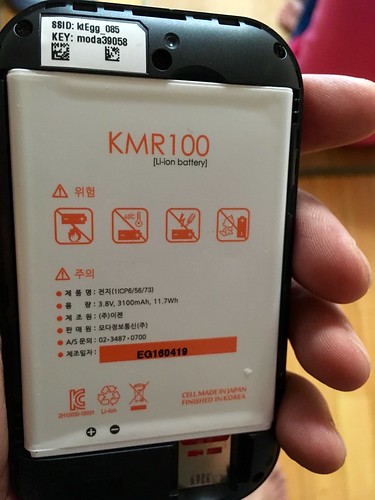 SSID: ktEgg_085
KEY: moda39058
KMR100
[Li-ion battery]
위험
주의
제 품 명 : 전지(1ICP6/56/73)
용 량 : 3.8V, 3100mAh, 11.7Wh
제 조 원 : (주)이젠
판 매 원 : 모다정보통신(주)
A/S 문의 : 02-3487-0700
제조일자 :
EG160419
Li-ion
CELL MADE IN JAPAN
FINISHED IN KOREA